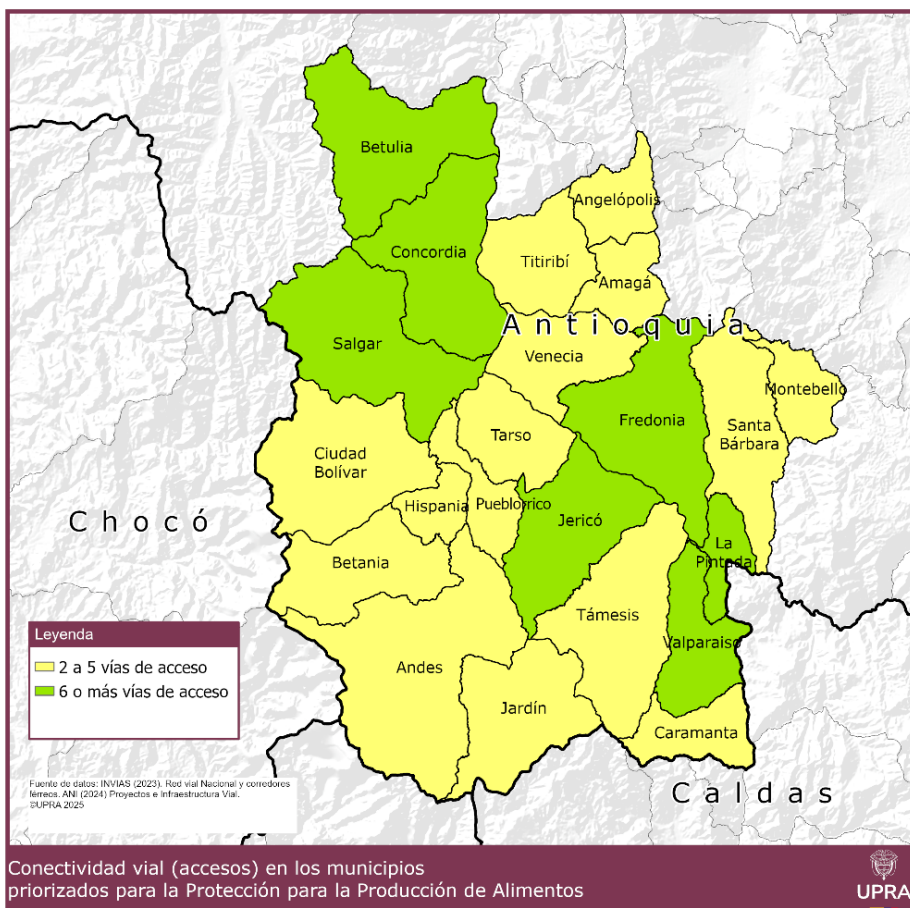 Betulia
Angelópolis
Concordia
Titiribí
Amagá
Antioquia
Salgar
Venecia
Montebello
Fredonia
Santa
Bárbara
Tarso
Ciudad
Bolívar
Hispania
Pueblorrico
Chocó
Jericó
La
Pintada
Betania
Támesis
Valparaiso
Andes
Jardín
Caramanta
Caldas
Leyenda
2 a 5 vías de acceso
6 o más vías de acceso
Fuente de datos: INVIAS (2023). Red vial Nacional y corredores
férreos. ANI (2024) Proyectos e Infraestructura Vial.
©UPRA 2025
Conectividad vial (accesos) en los municipios
priorizados para la Protección para la Producción de Alimentos
UPRA